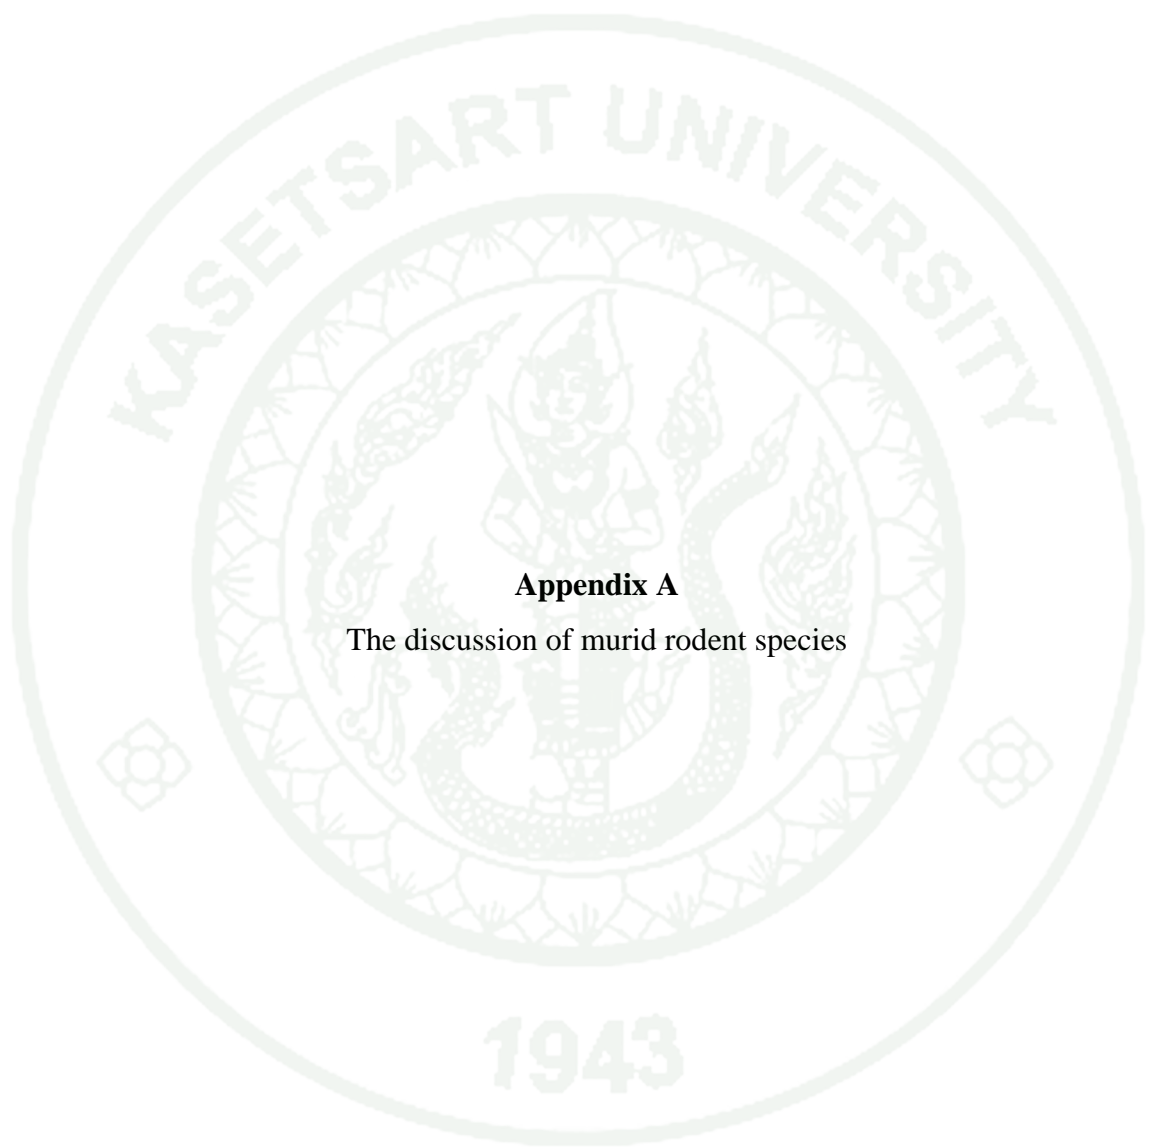 KASETSART UNIVERSITY
Appendix A
The discussion of murid rodent species
1943